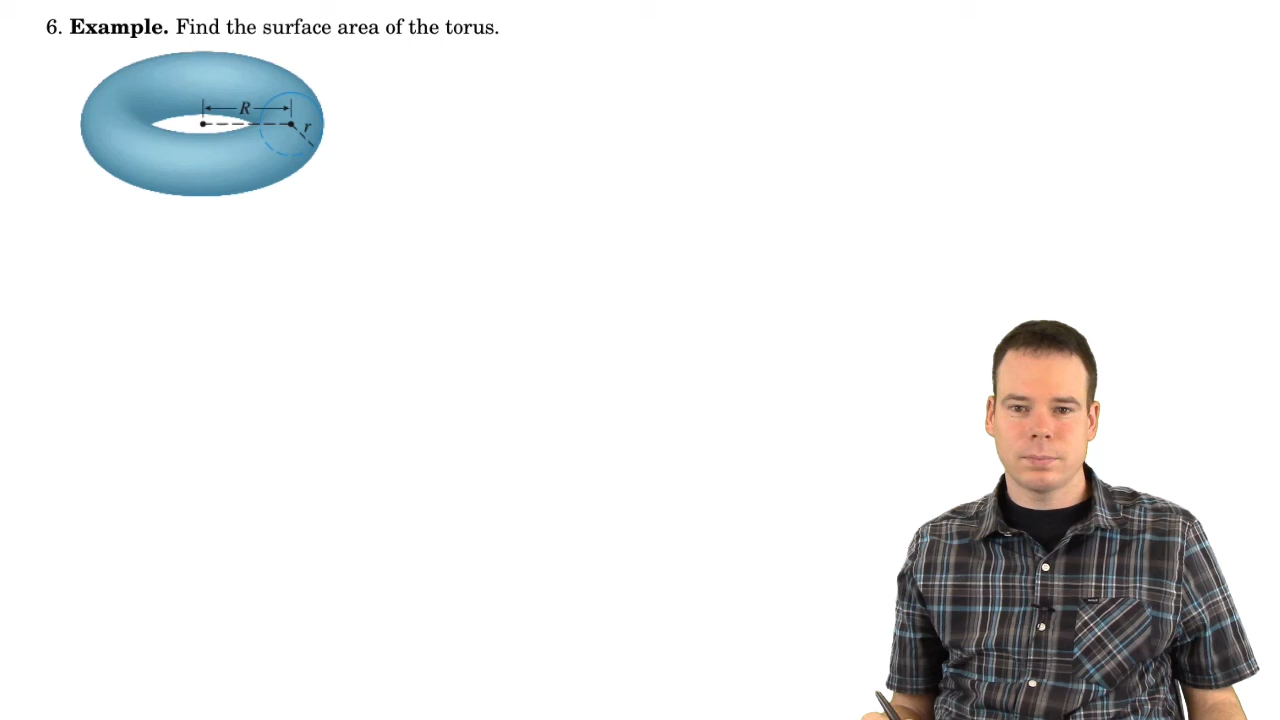 6. Example. Find the surface area of the torus.
R
r